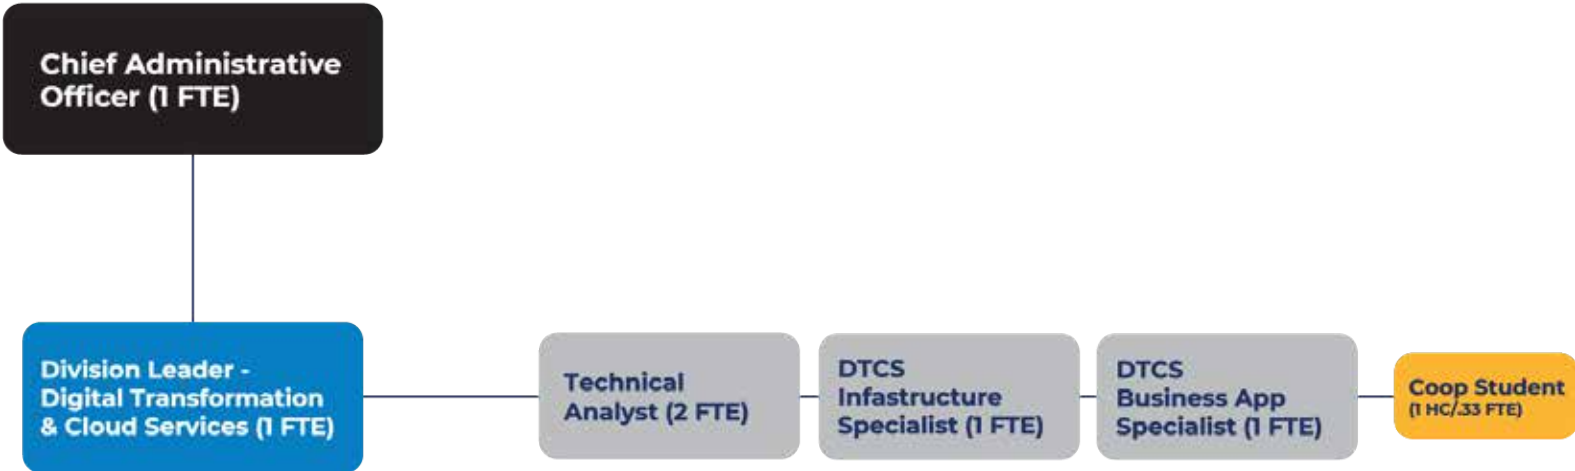 Chief Administrative
Officer (1 FTE)
Division Leader -
Digital Transformation
& Cloud Services (1 FTE)
Technical
Analyst (2 FTE)
DTCS
Infastructure
Specialist (1 FTE)
DTCS
Business App
Specialist (1 FTE)
Coop Student
(1 HC/.33 FTE)